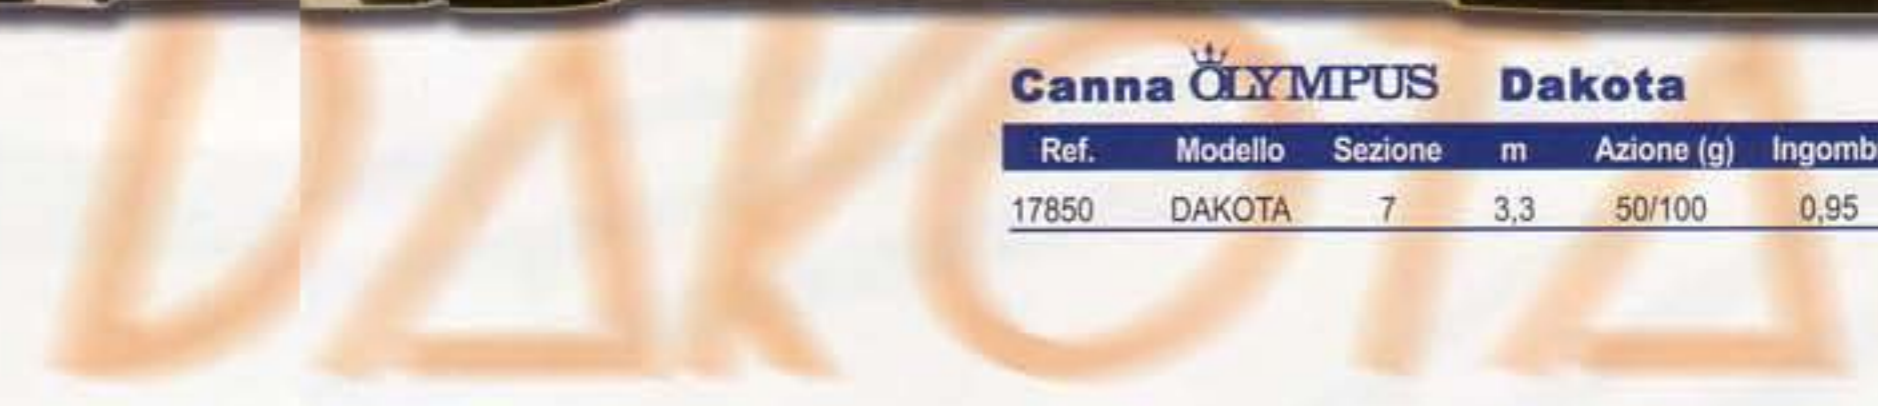 DAKOTA
Canna OLYMPUS Dakota
Ref. Modello Sezione m Azione (g) Ingomb
17850 DAKOTA 7 3,3 50/100 0,95